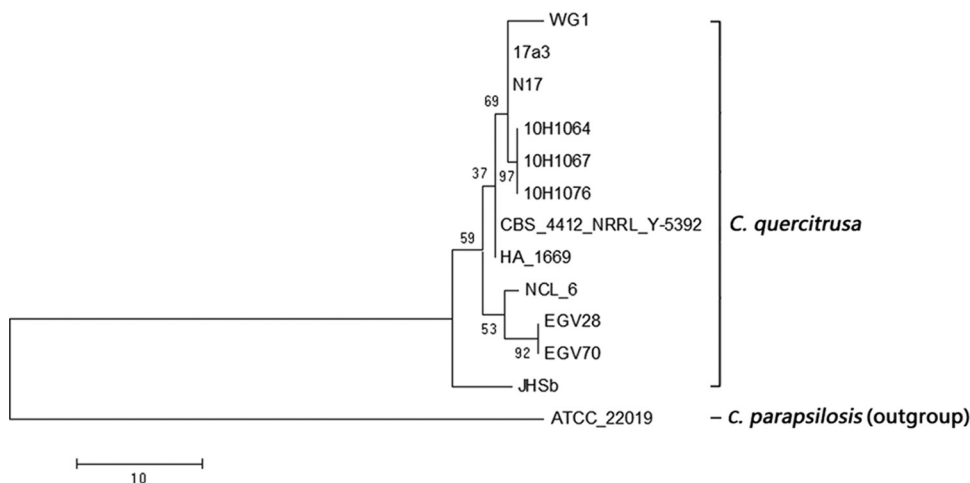 WG1
17a3
N17
69
10H1064
10H1067
37
97
10H1076
CBS_4412_NRRL_Y-5392
C. quercitrusa
59
HA_1669
NCL_6
EGV28
53
EGV70
92
JHSb
ATCC_22019
– C. parapsilosis (outgroup)
10